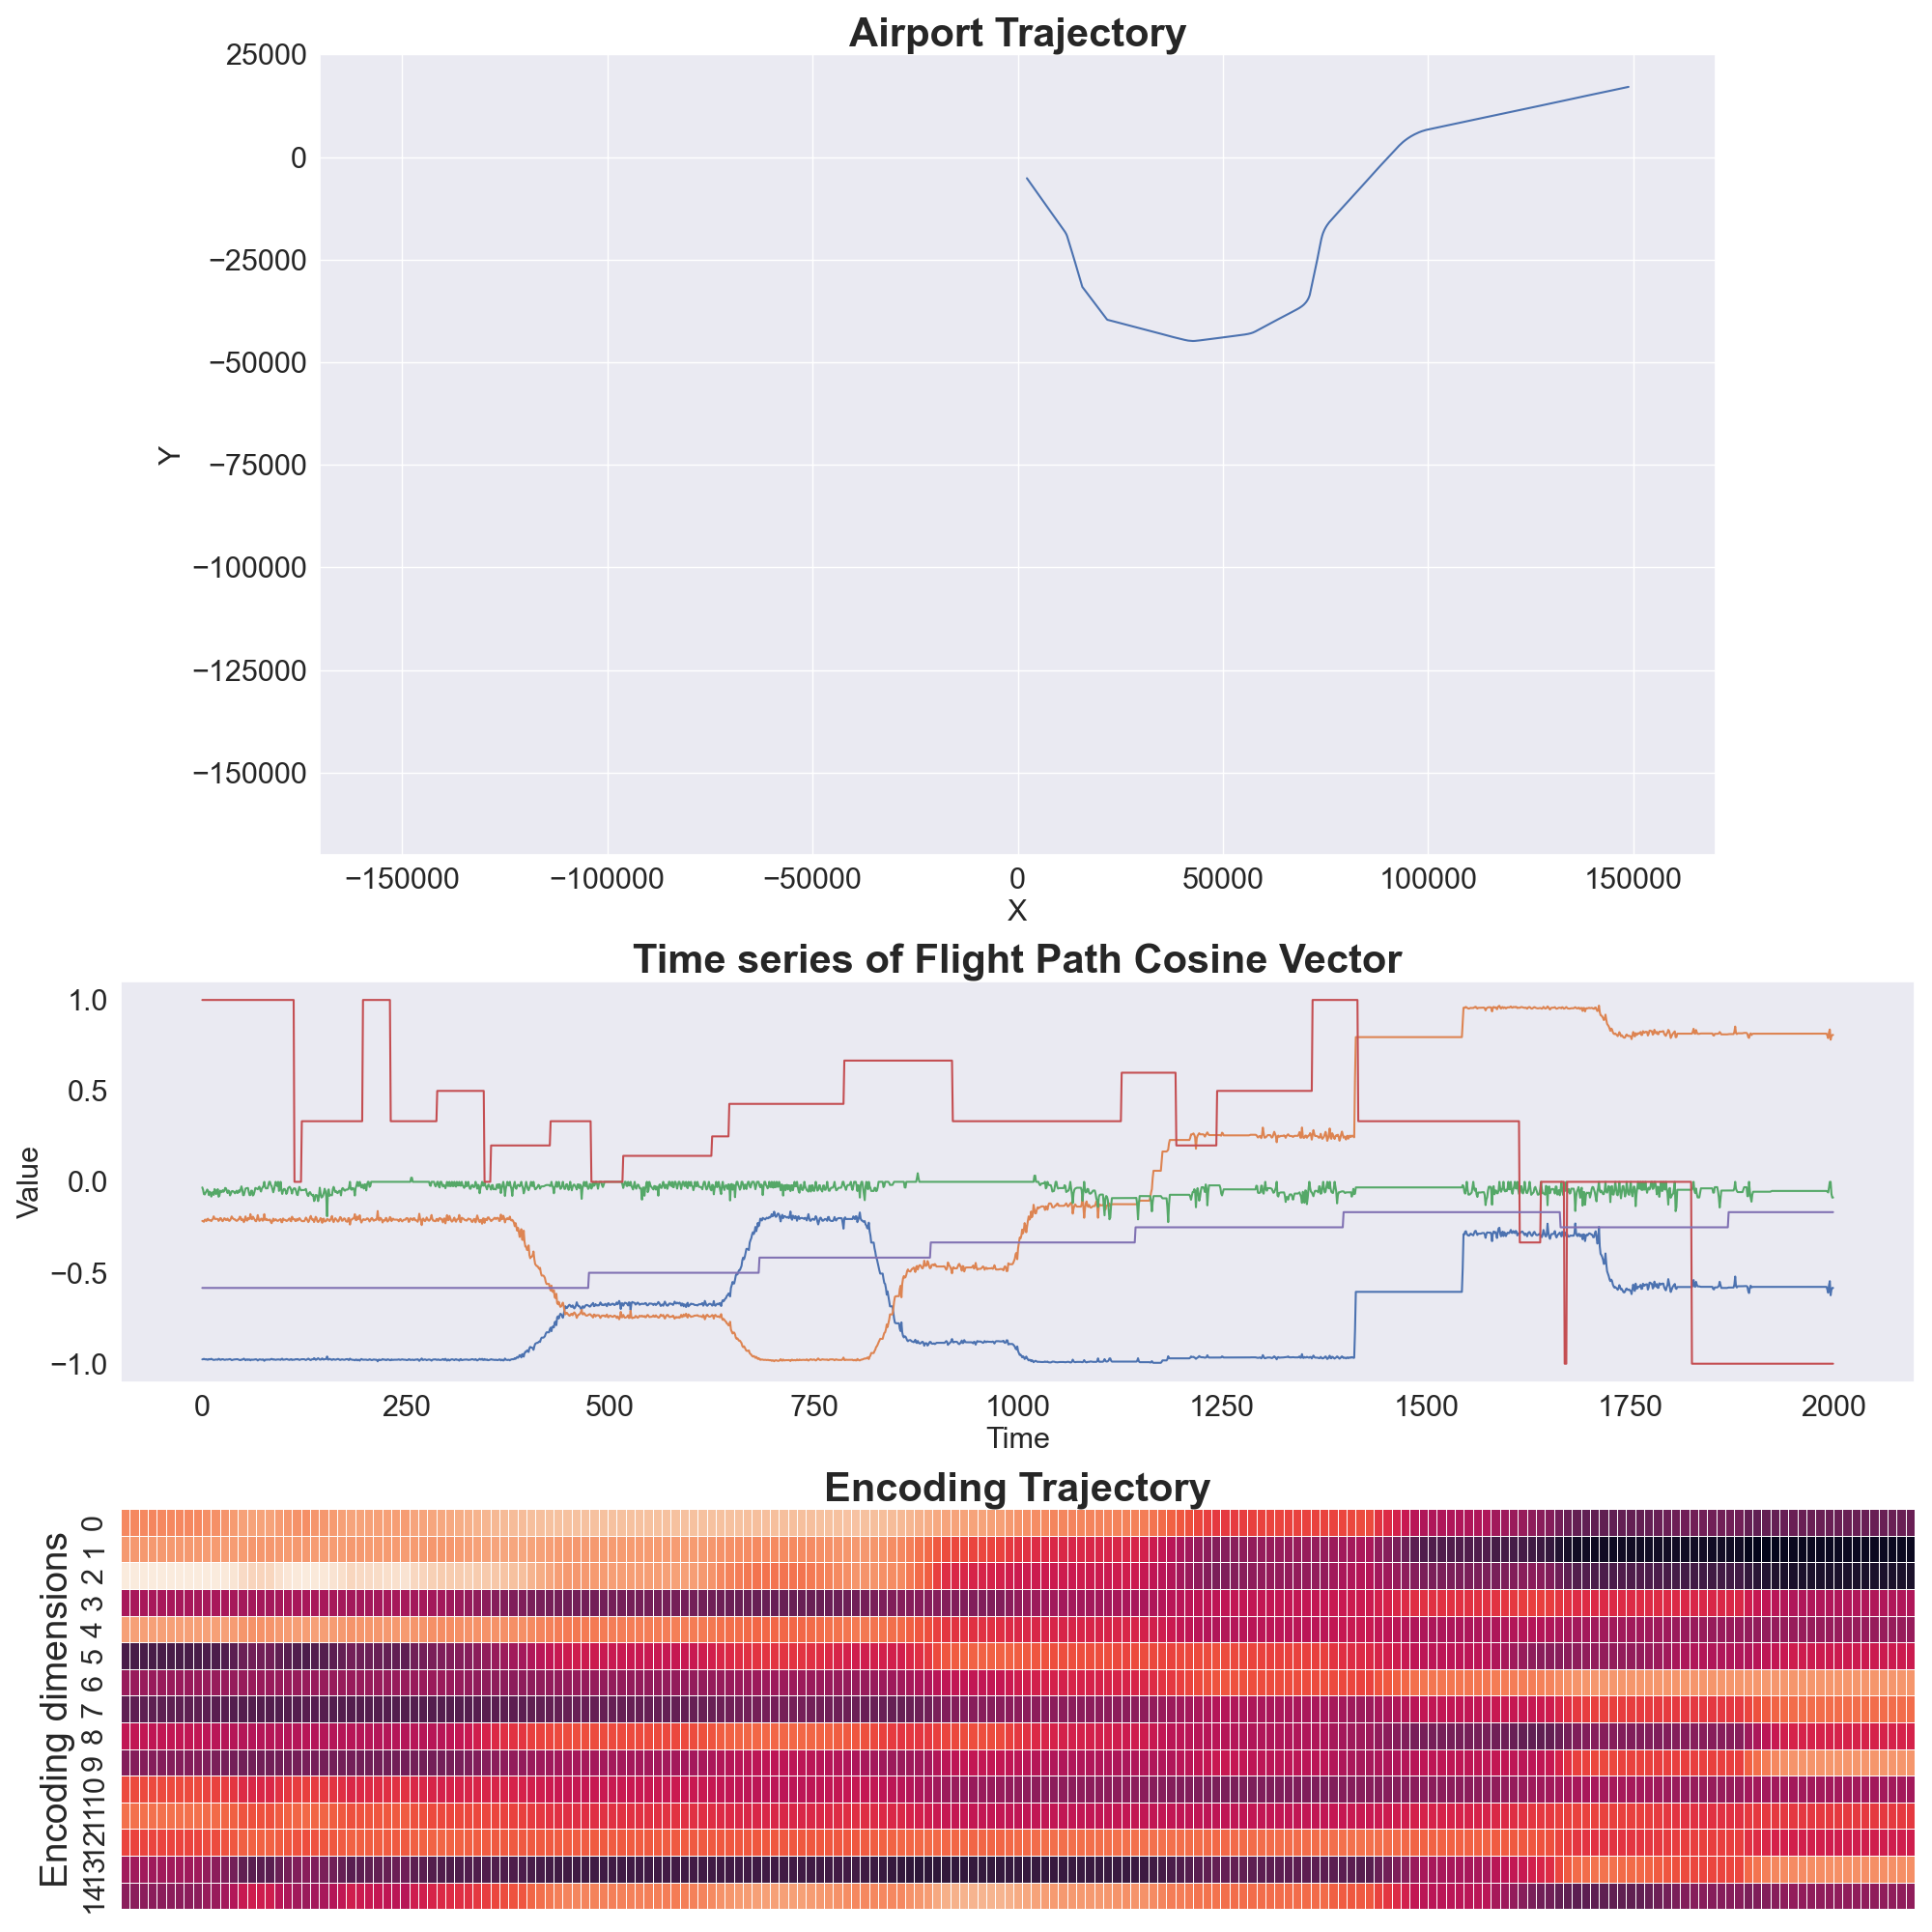 Airport Trajectory
25000
0
−25000
−50000
−75000
−100000
−125000
−150000
Y
−150000 −100000 −50000 0 50000 100000 150000
X
Time series of Flight Path Cosine Vector
1.0
0.5
0.0
−0.5
−1.0
Value
0 250 500 750 1000 1250 1500 1750 2000
Time
Encoding Trajectory
Encoding dimensions
0
1
2
3
4
5
6
7
8
9
10
11
12
13
14